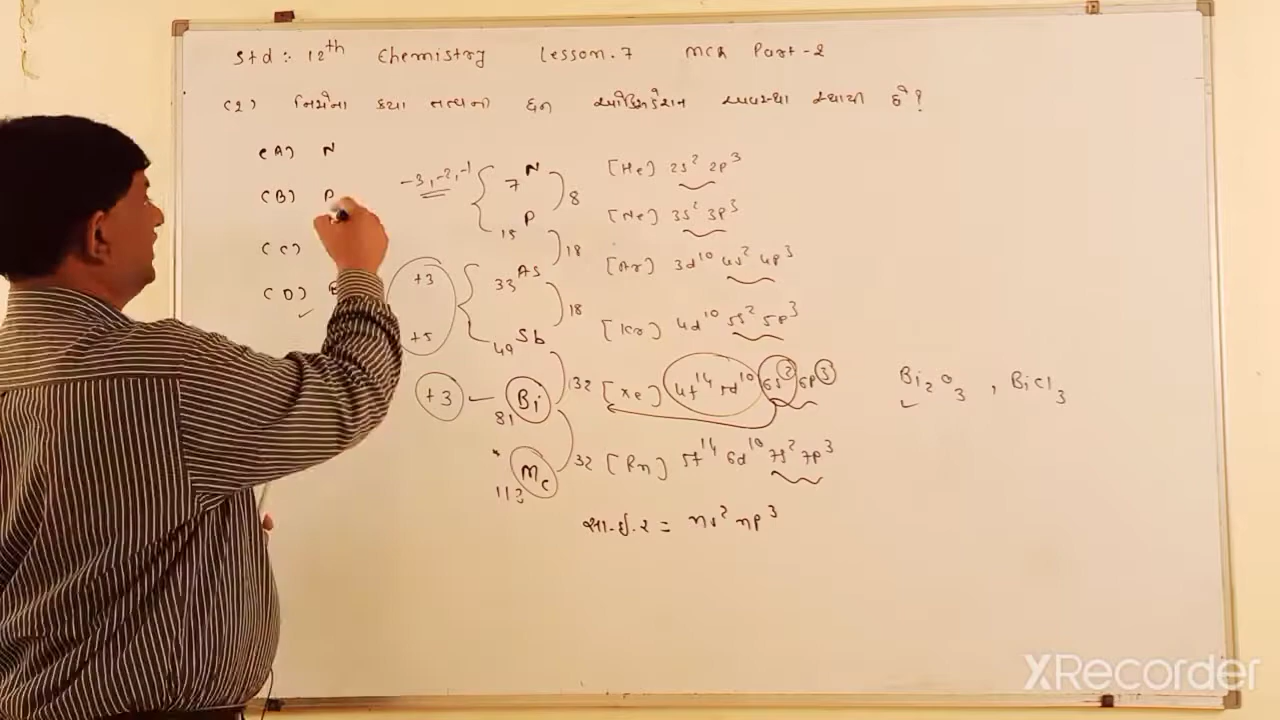 Std :- 12th Chemistry Lesson.7 MCQ Part-2
(2) નિચેના કયા તત્વની ધન ઓક્સિડેશન અવસ્થા સ્થાયી છે?
(A) N
(B) P
(C)
(D)
-3, -2, -1
7 N
8
[He] 2s² 2p³
15 P
18
[Ne] 3s² 3p³
+3
33 As
18
[Ar] 3d¹⁰ 4s² 4p³
+5
49 Sb
32
[Kr] 4d¹⁰ 5s² 5p³
+3
81 Bi
32
[Xe] 4f¹⁴ 5d¹⁰ 6s² 6p³
Bi₂O₃ , BiCl₃
113 Mc
[Rn] 5f¹⁴ 6d¹⁰ 7s² 7p³
સા.ઇ.ર = ns² np³
XRecorder